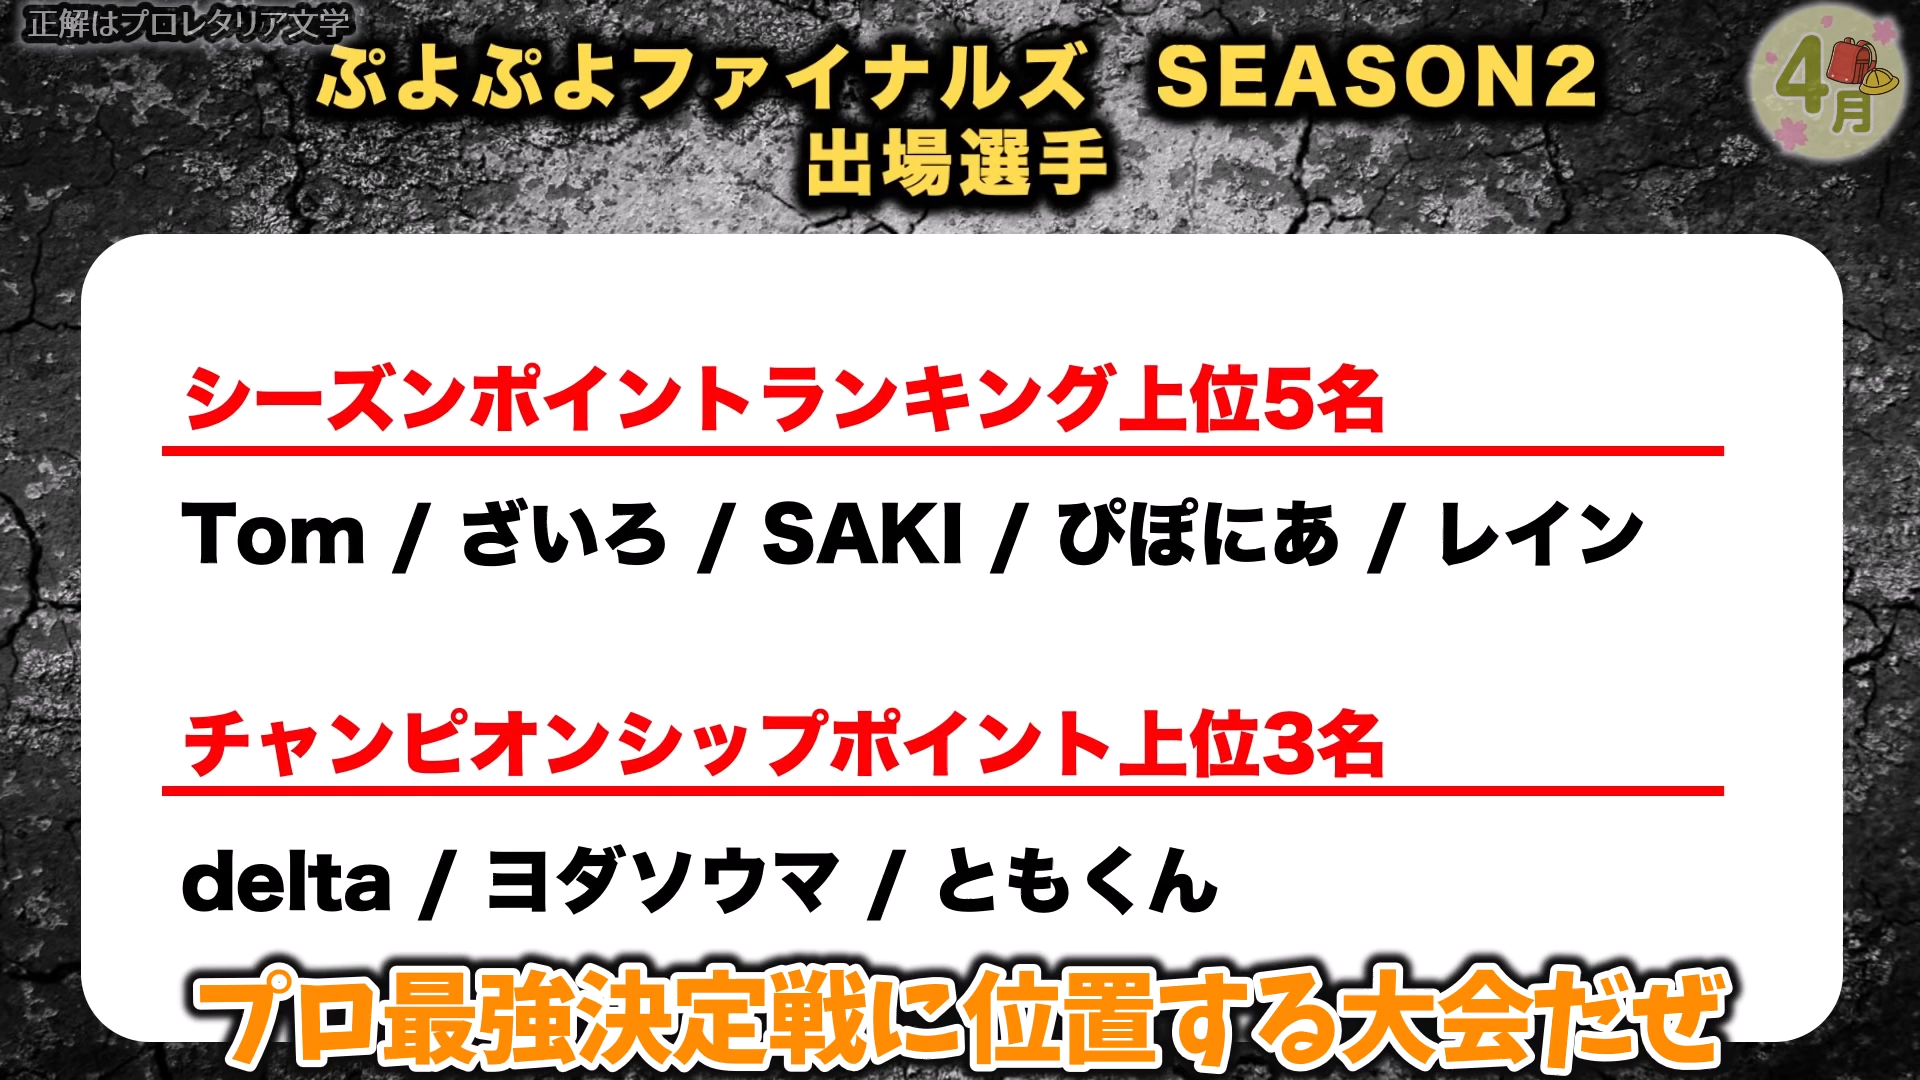 正解はプロレタリア文学
ぷよぷよファイナルズ SEASON2
出場選手
4月
シーズンポイントランキング上位5名
Tom / ざいろ / SAKI / ぴぽにあ / レイン
チャンピオンシップポイント上位3名
delta / ヨダソウマ / ともくん
プロ最強決定戦に位置する大会だぜ